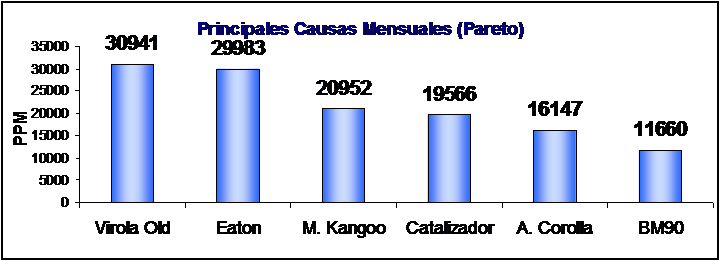 Principales Causas Mensuales (Pareto)
30941
29983
20952
19566
16147
11660
35000
30000
25000
20000
15000
10000
5000
0
PPM
Virola Old
Eaton
M. Kangoo
Catalizador
A. Corolla
BM90